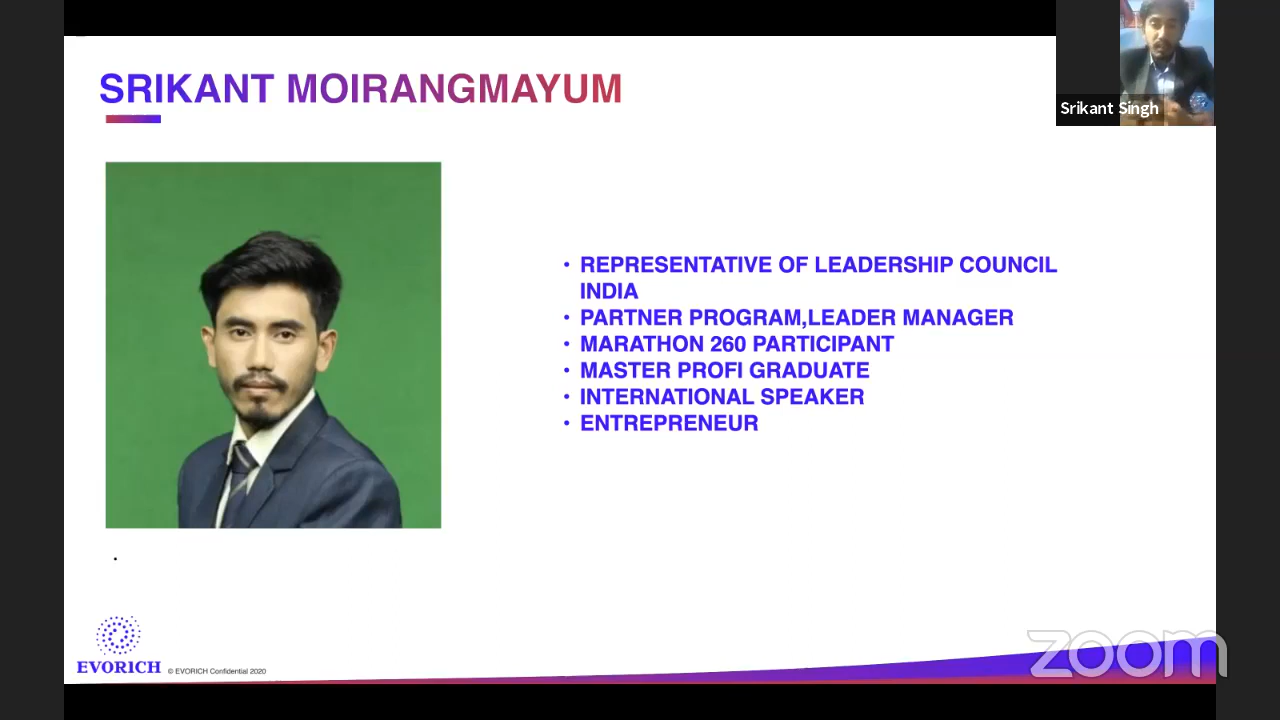 SRIKANT MOIRANGMAYUM
Srikant Singh
• REPRESENTATIVE OF LEADERSHIP COUNCIL
INDIA
• PARTNER PROGRAM,LEADER MANAGER
• MARATHON 260 PARTICIPANT
• MASTER PROFI GRADUATE
• INTERNATIONAL SPEAKER
• ENTREPRENEUR
.
EVORICH © EVORICH Confidential 2020
zoom